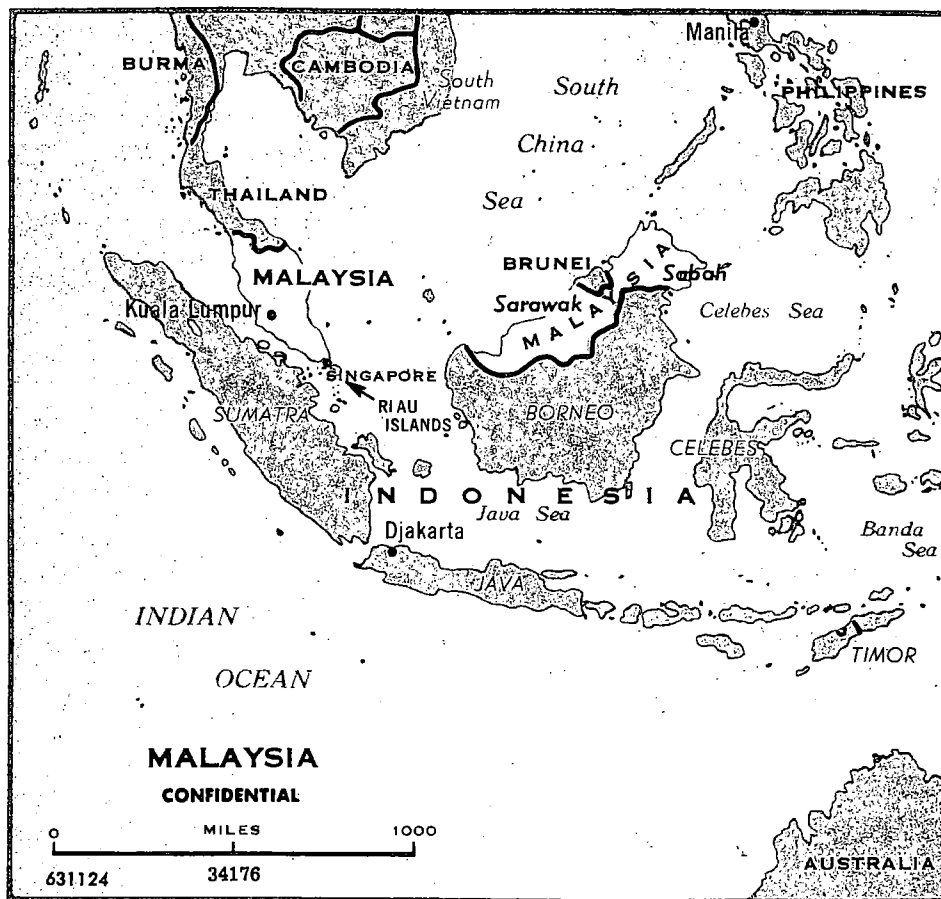 Manila
BURMA
CAMBODIA
South
Vietnam
South
China
Sea
PHILIPPINES
THAILAND
MALAYSIA
BRUNEI
Sabah
Sarawak
MALAYSIA
Kuala Lumpur
Celebes Sea
SINGAPORE
RIAU
ISLANDS
SUMATRA
BORNEO
CELEBES
INDONESIA
Java Sea
Djakarta
Banda
Sea
JAVA
INDIAN
OCEAN
TIMOR
MALAYSIA
CONFIDENTIAL
0 MILES 1000
631124 34176
AUSTRALIA